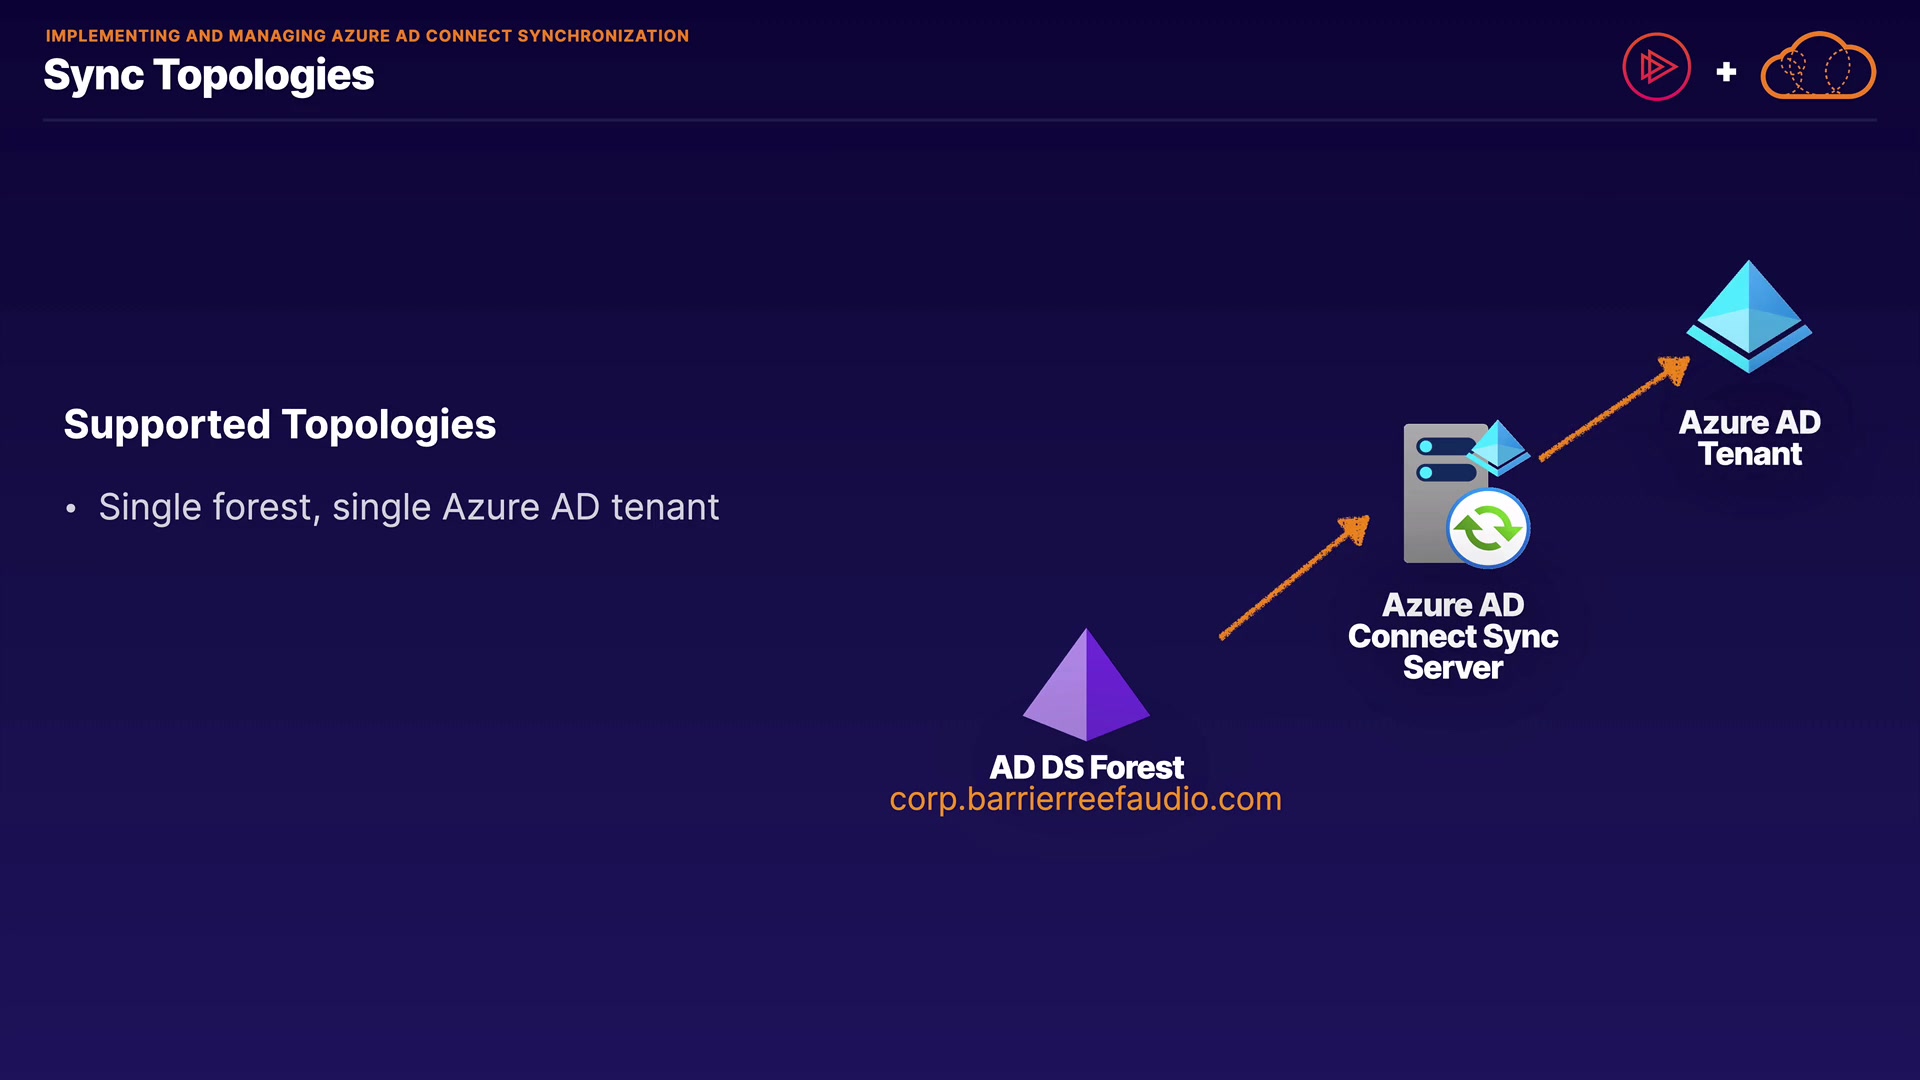 IMPLEMENTING AND MANAGING AZURE AD CONNECT SYNCHRONIZATION
Sync Topologies
+
Supported Topologies
• Single forest, single Azure AD tenant
Azure AD
Tenant
Azure AD
Connect Sync
Server
AD DS Forest
corp.barrierreefaudio.com